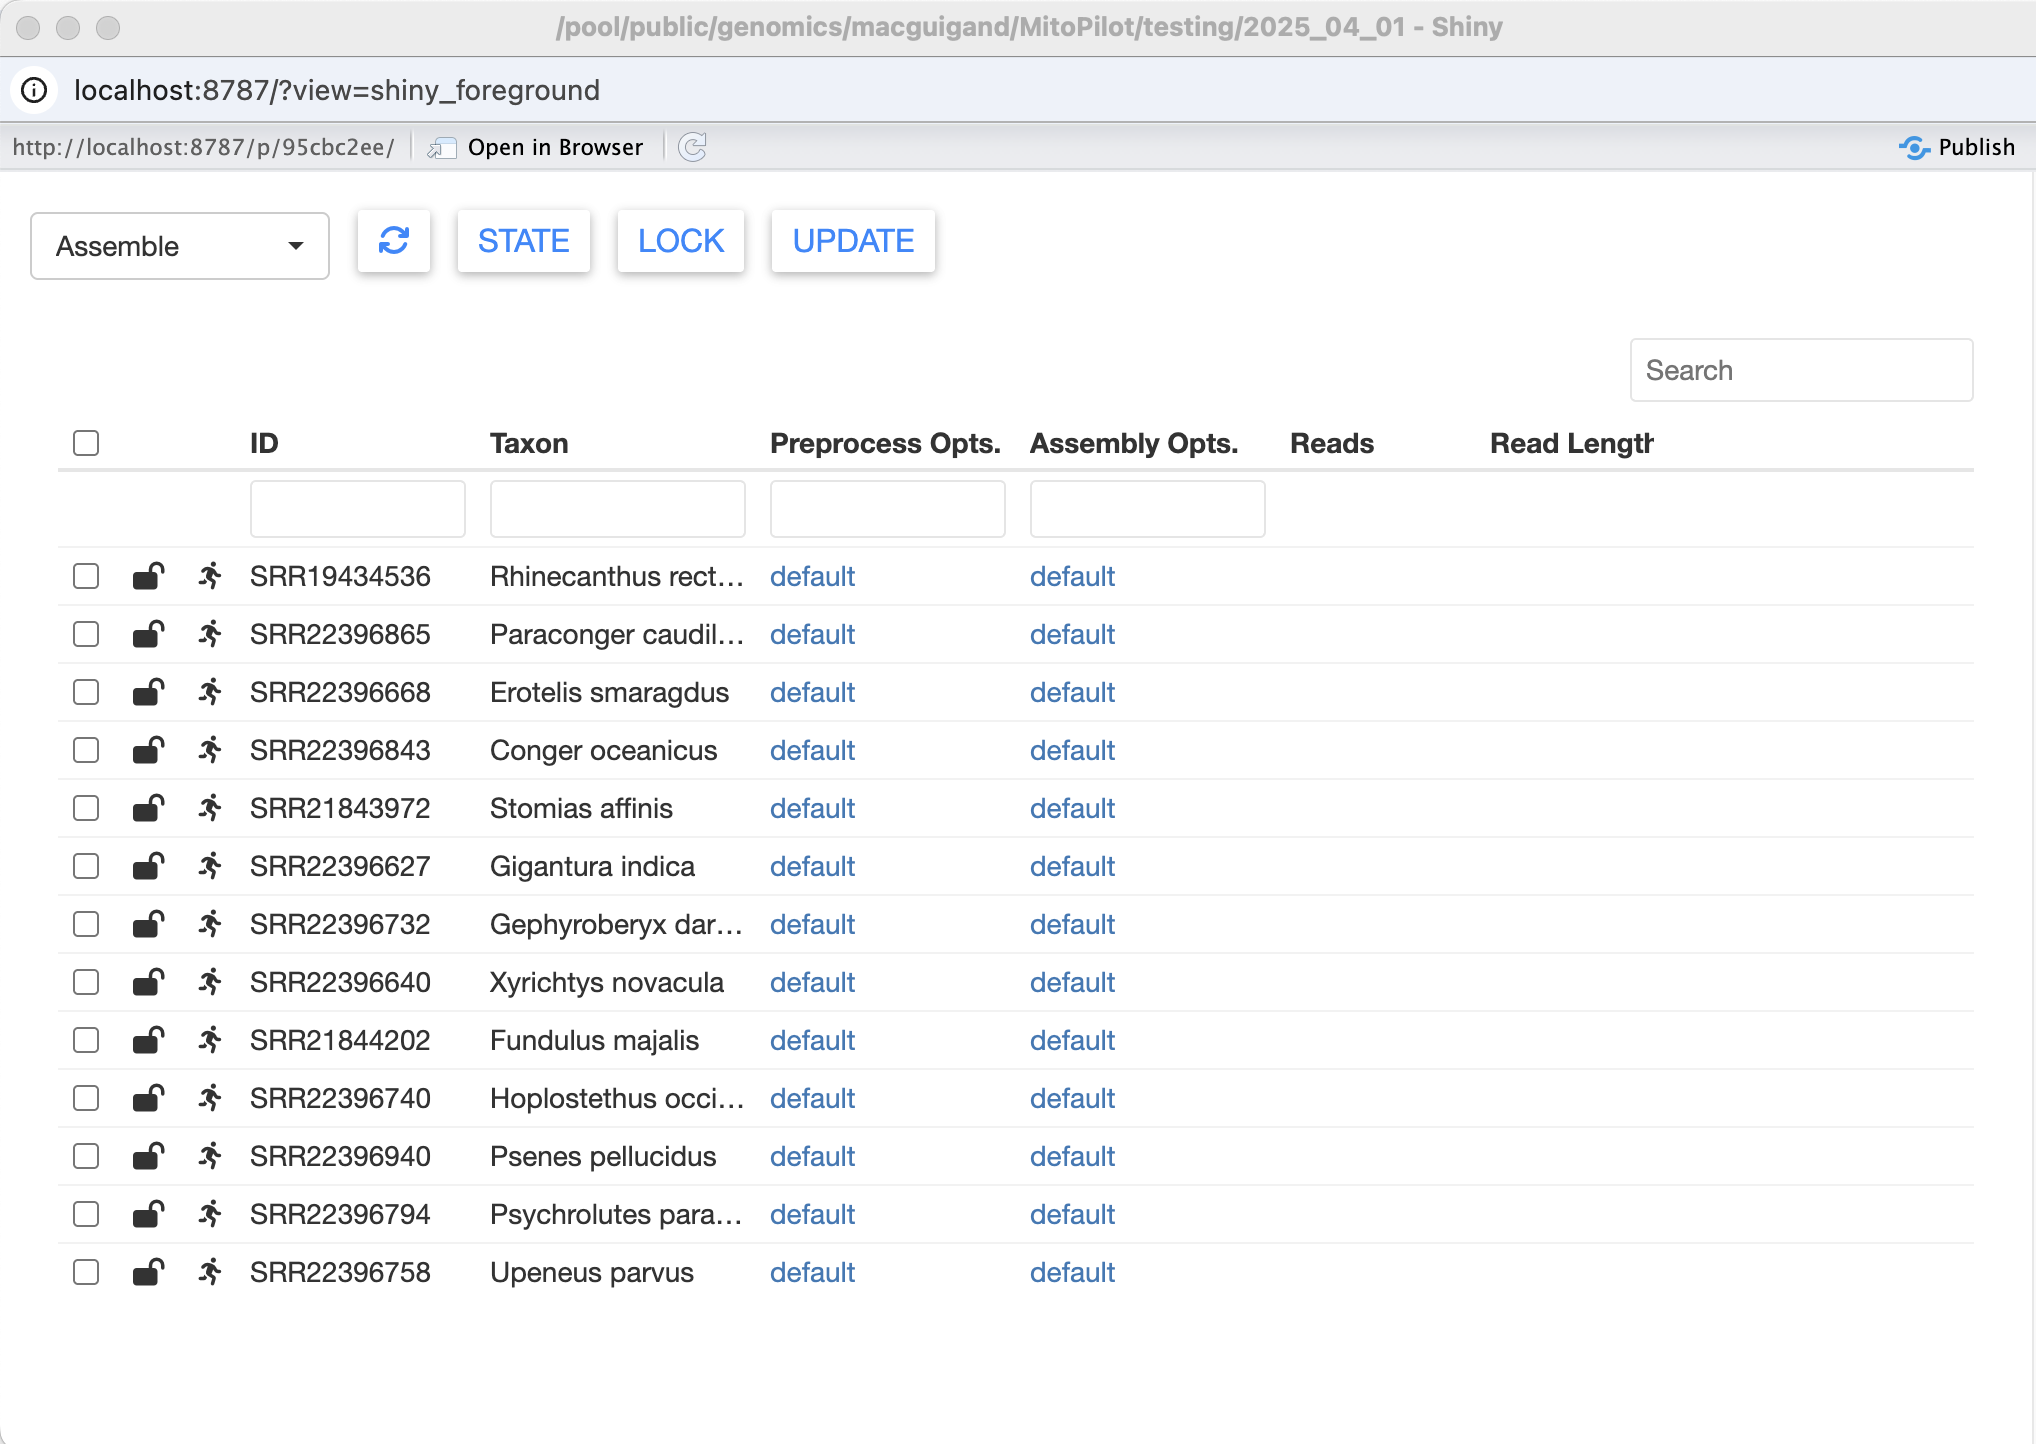 /pool/public/genomics/macguigand/MitoPilot/testing/2025_04_01 - Shiny
localhost:8787/?view=shiny_foreground
http://localhost:8787/p/95cbc2ee/ Open in Browser Publish
Assemble STATE LOCK UPDATE
Search
ID Taxon Preprocess Opts. Assembly Opts. Reads Read Length
SRR19434536 Rhinecanthus rect... default default
SRR22396865 Paraconger caudil... default default
SRR22396668 Erotelis smaragdus default default
SRR22396843 Conger oceanicus default default
SRR21843972 Stomias affinis default default
SRR22396627 Gigantura indica default default
SRR22396732 Gephyroberyx dar... default default
SRR22396640 Xyrichtys novacula default default
SRR21844202 Fundulus majalis default default
SRR22396740 Hoplostethus occi... default default
SRR22396940 Psenes pellucidus default default
SRR22396794 Psychrolutes para... default default
SRR22396758 Upeneus parvus default default